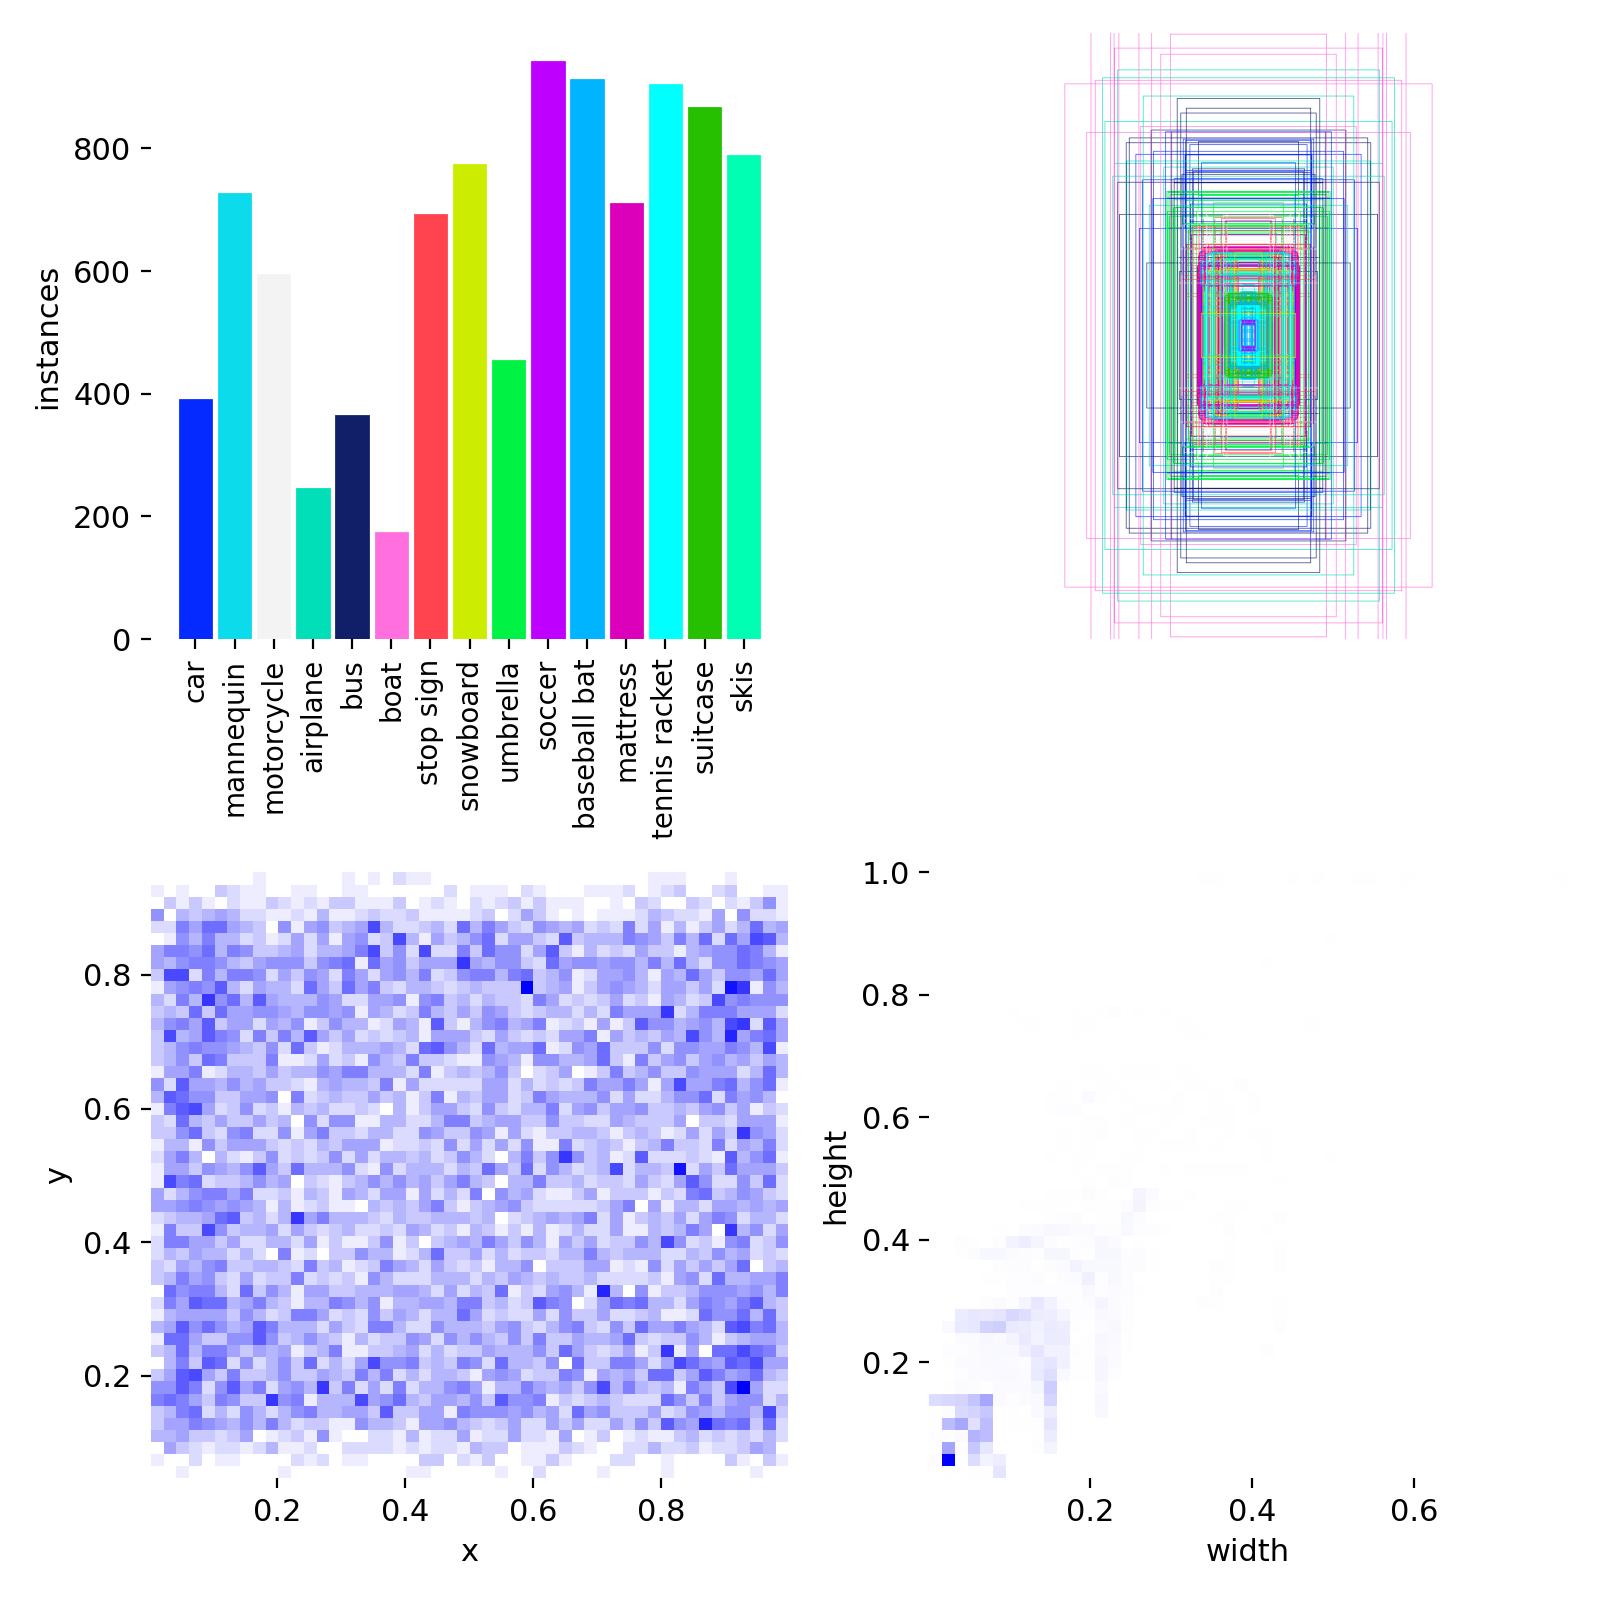 instances
800
600
400
200
0
car
mannequin
motorcycle
airplane
bus
boat
stop sign
snowboard
umbrella
soccer
baseball bat
mattress
tennis racket
suitcase
skis
y
0.8
0.6
0.4
0.2
0.2 0.4 0.6 0.8
x
height
1.0
0.8
0.6
0.4
0.2
0.2 0.4 0.6
width